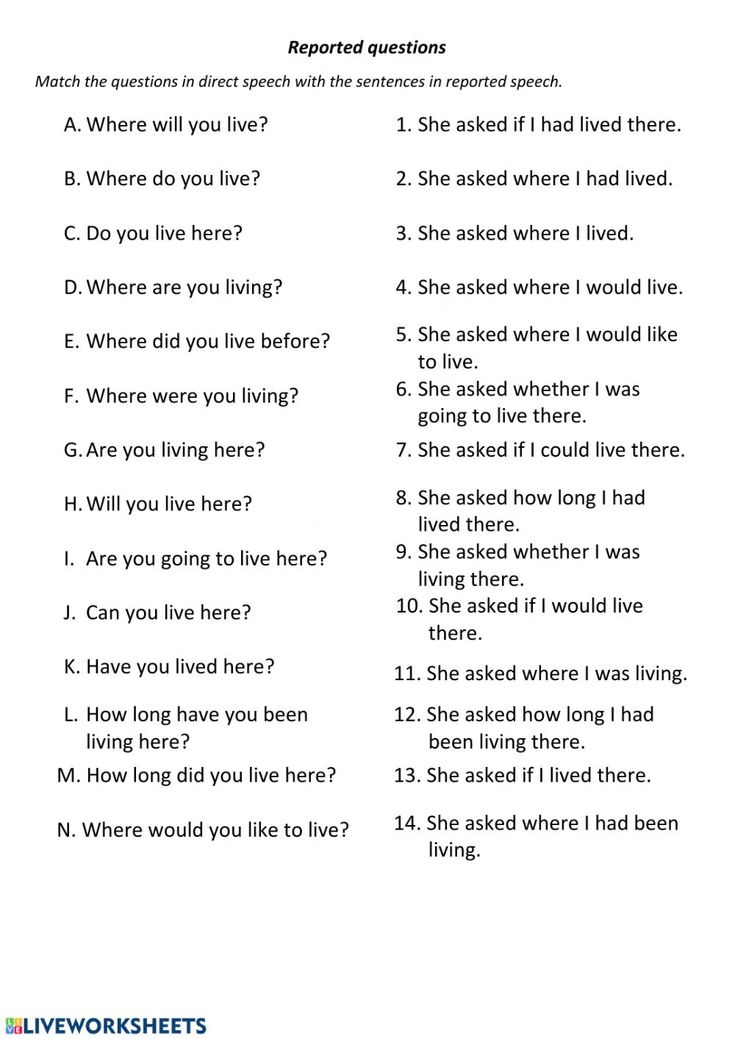 Reported questions
Match the questions in direct speech with the sentences in reported speech.
A. Where will you live?
B. Where do you live?
C. Do you live here?
D. Where are you living?
E. Where did you live before?
F. Where were you living?
G. Are you living here?
H. Will you live here?
I. Are you going to live here?
J. Can you live here?
K. Have you lived here?
L. How long have you been
living here?
M. How long did you live here?
N. Where would you like to live?
1. She asked if I had lived there.
2. She asked where I had lived.
3. She asked where I lived.
4. She asked where I would live.
5. She asked where I would like
to live.
6. She asked whether I was
going to live there.
7. She asked if I could live there.
8. She asked how long I had
lived there.
9. She asked whether I was
living there.
10. She asked if I would live
there.
11. She asked where I was living.
12. She asked how long I had
been living there.
13. She asked if I lived there.
14. She asked where I had been
living.
LIVE LIVEWORKSHEETS